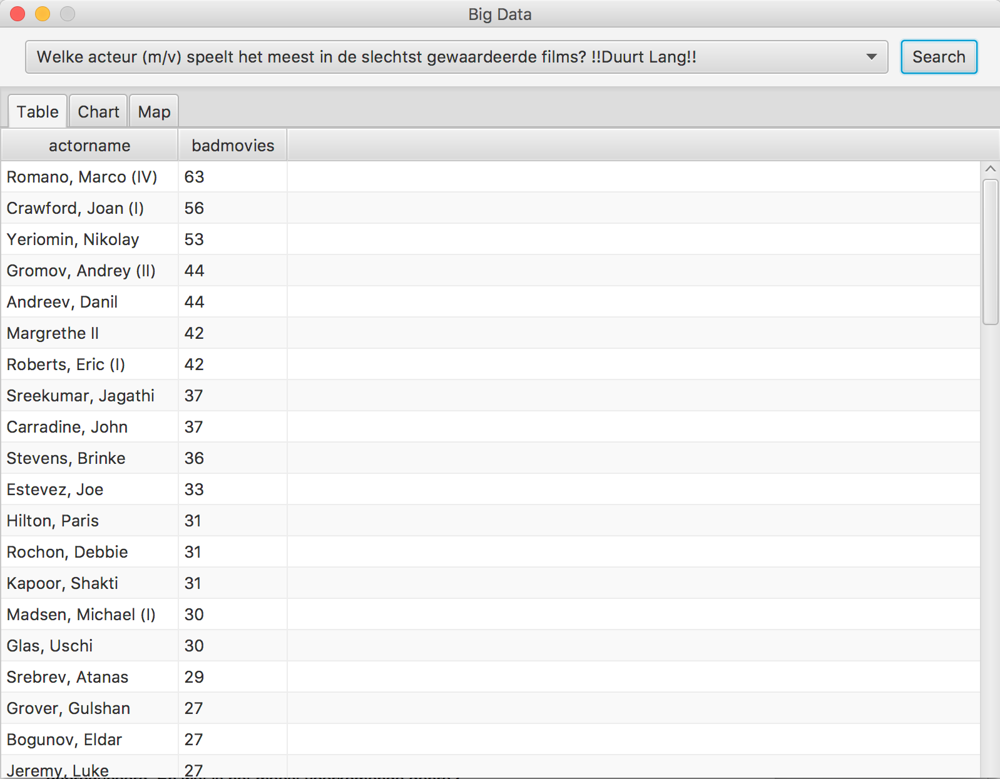 Big Data
Welke acteur (m/v) speelt het meest in de slechtst gewaardeerde films? !!Duurt Lang!! Search
Table Chart Map
actorname badmovies
Romano, Marco (IV) 63
Crawford, Joan (I) 56
Yeriomin, Nikolay 53
Gromov, Andrey (II) 44
Andreev, Danil 44
Margrethe II 42
Roberts, Eric (I) 42
Sreekumar, Jagathi 37
Carradine, John 37
Stevens, Brinke 36
Estevez, Joe 33
Hilton, Paris 31
Rochon, Debbie 31
Kapoor, Shakti 31
Madsen, Michael (I) 30
Glas, Uschi 30
Srebrev, Atanas 29
Grover, Gulshan 27
Bogunov, Eldar 27
Jeremy, Luke 27